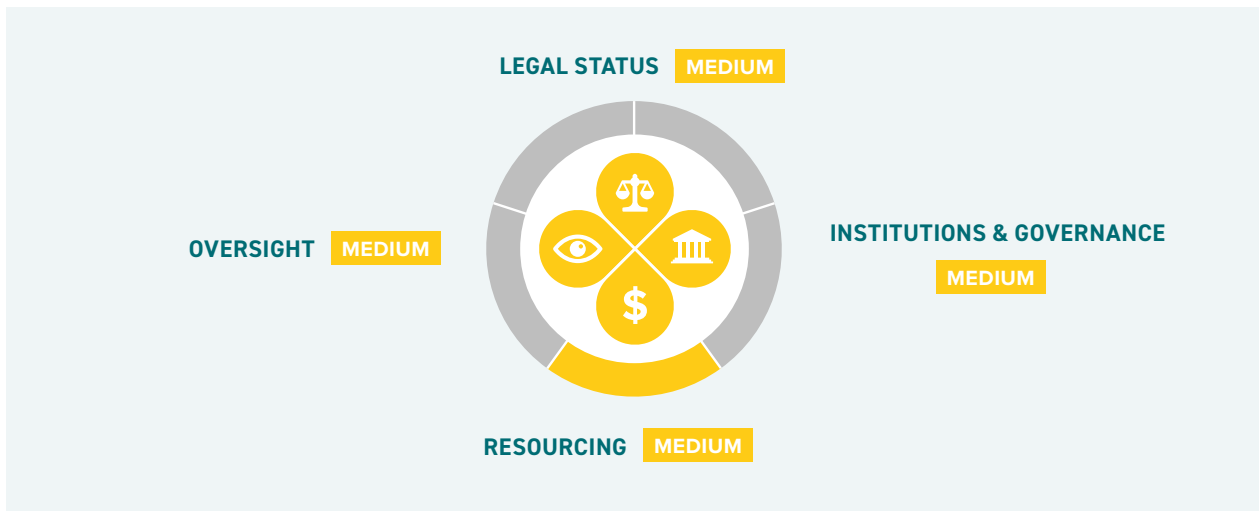 LEGAL STATUS MEDIUM
OVERSIGHT MEDIUM
INSTITUTIONS & GOVERNANCE
MEDIUM
$
RESOURCING MEDIUM